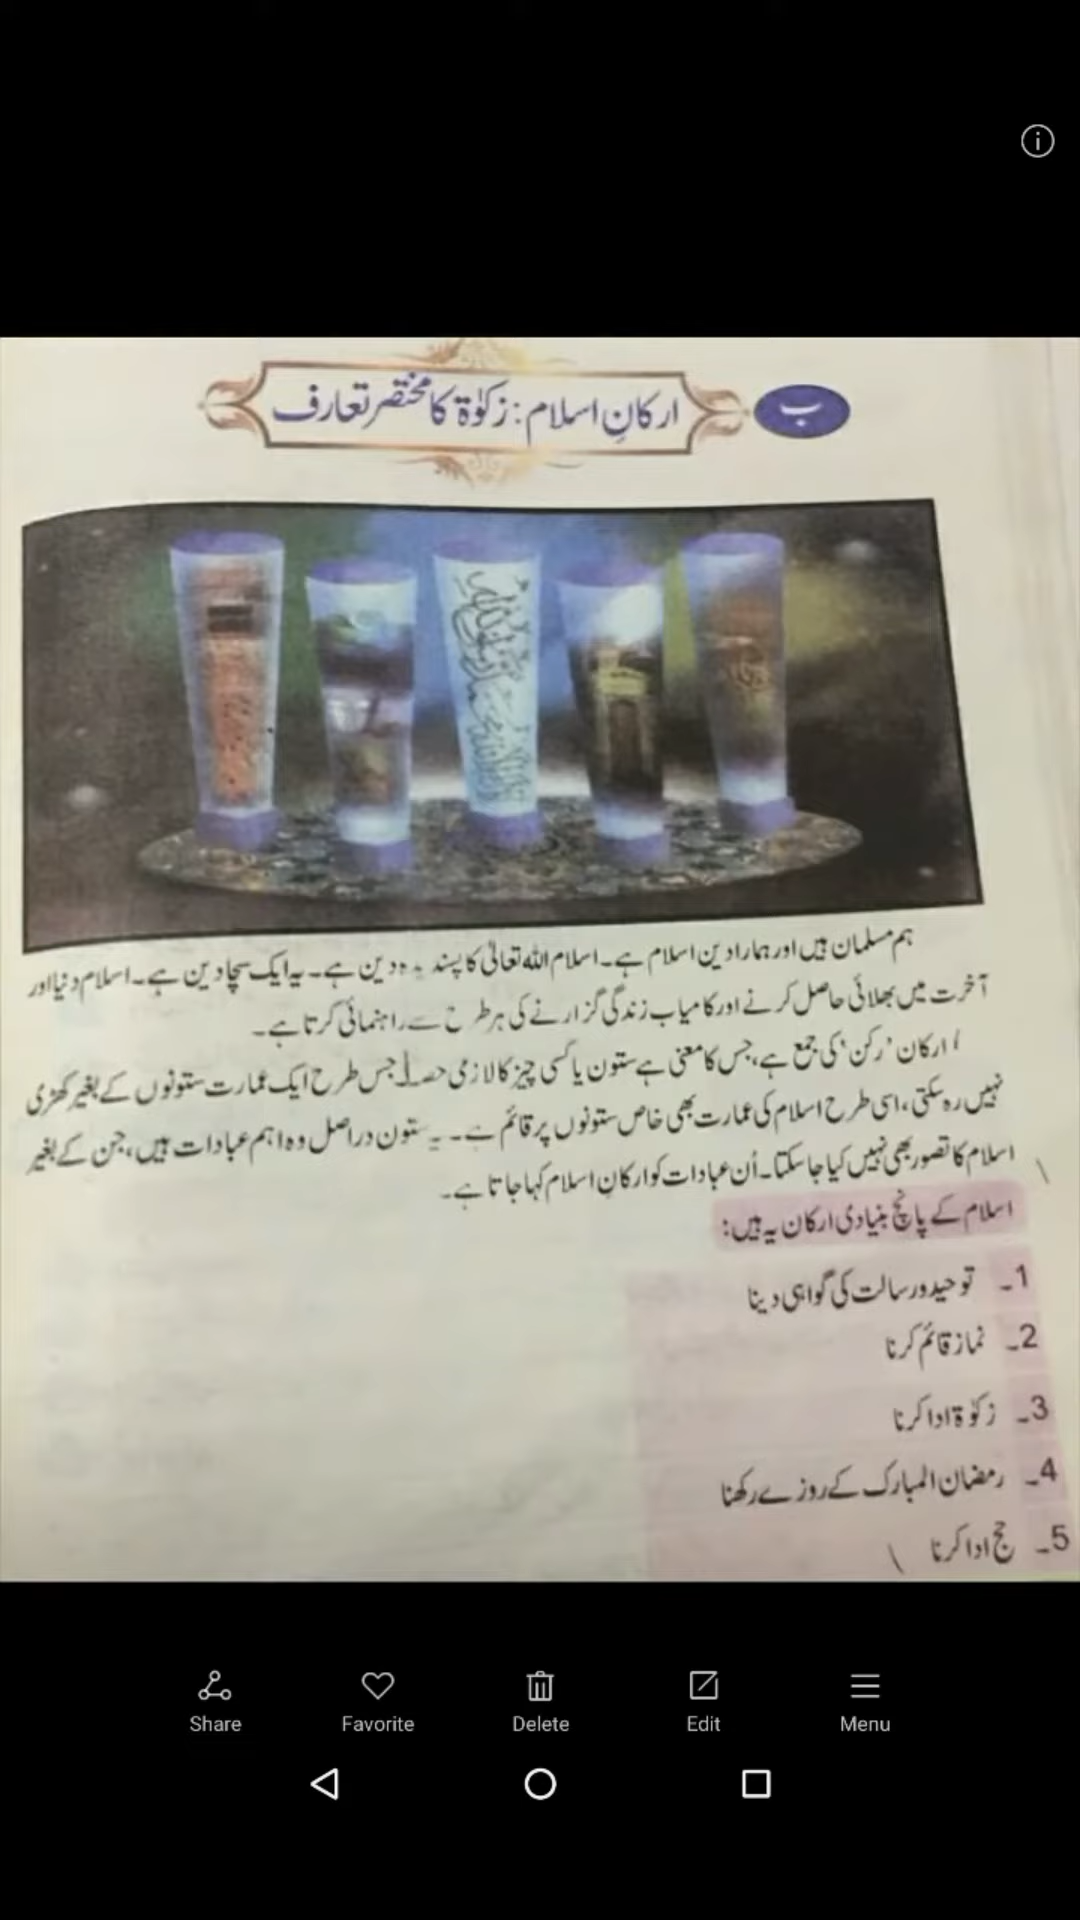 ب
ارکانِ اسلام: زکوٰۃ کا مختصر تعارف
ہم مسلمان ہیں اور ہمارا دین اسلام ہے۔ اسلام اللہ تعالیٰ کا پسندیدہ دین ہے۔ یہ ایک سچا دین ہے۔ اسلام دنیا اور
آخرت میں بھلائی حاصل کرنے اور کامیاب زندگی گزارنے کی ہر طرح سے راہنمائی کرتا ہے۔
ارکان ’رکن‘ کی جمع ہے، جس کا معنی ہے ستون یا کسی چیز کا لازمی حصہ۔ جس طرح ایک عمارت ستونوں کے بغیر کھڑی
نہیں رہ سکتی، اسی طرح اسلام کی عمارت بھی خاص ستونوں پر قائم ہے۔ یہ ستون دراصل وہ اہم عبادات ہیں، جن کے بغیر
اسلام کا تصور بھی نہیں کیا جا سکتا۔ اُن عبادات کو ارکانِ اسلام کہا جاتا ہے۔
اسلام کے پانچ بنیادی ارکان یہ ہیں:
1۔ توحید و رسالت کی گواہی دینا
2۔ نماز قائم کرنا
3۔ زکوٰۃ ادا کرنا
4۔ رمضان المبارک کے روزے رکھنا
5۔ حج ادا کرنا
Share Favorite Delete Edit Menu